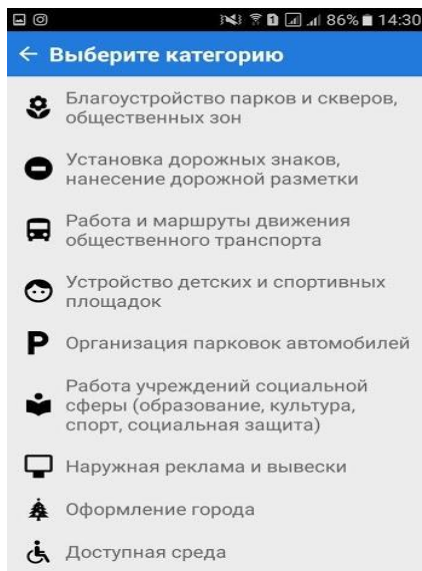 86% 14:30
Выберите категорию
Благоустройство парков и скверов,
общественных зон
Установка дорожных знаков,
нанесение дорожной разметки
Работа и маршруты движения
общественного транспорта
Устройство детских и спортивных
площадок
P Организация парковок автомобилей
Работа учреждений социальной
сферы (образование, культура,
спорт, социальная защита)
Наружная реклама и вывески
Оформление города
Доступная среда